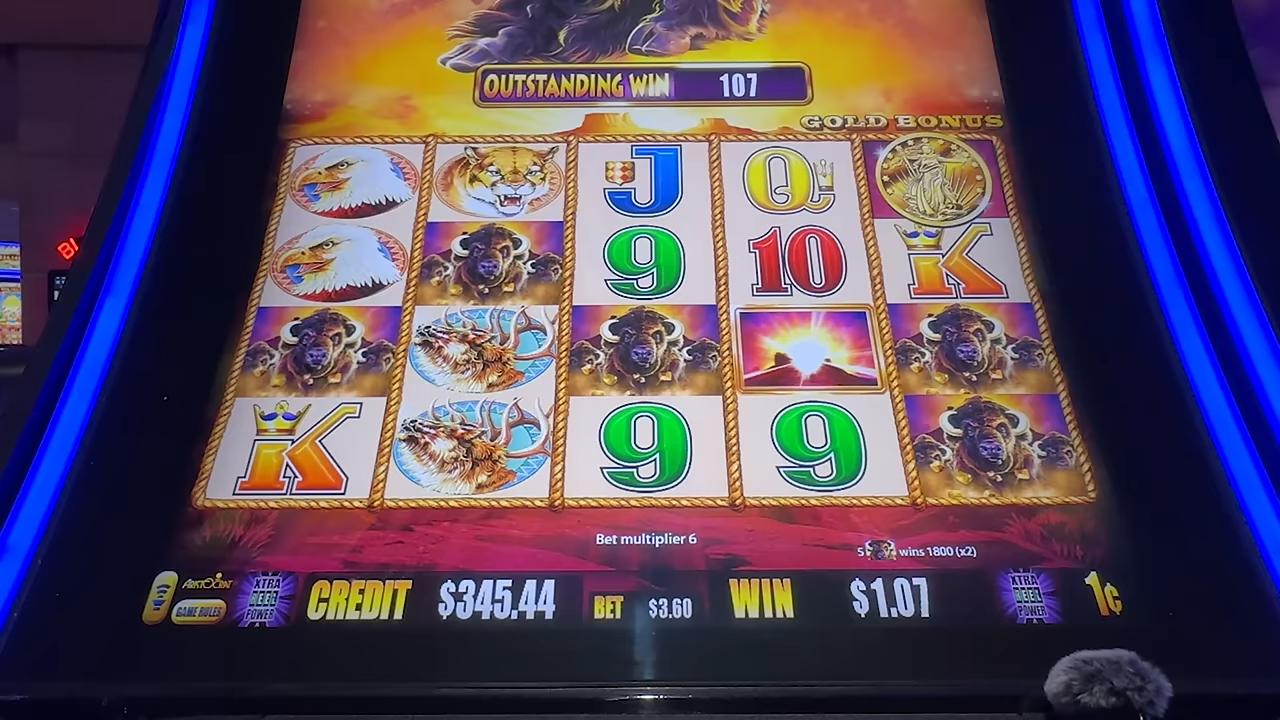 OUTSTANDING WIN 107
GOLD BONUS
J Q
9 10 K
K 9 9
Bet multiplier 6
5 wins 1800 (x2)
ARISTOCRAT
GAME RULES
XTRA REEL POWER
CREDIT $345.44 BET $3.60 WIN $1.07
XTRA REEL POWER
1¢